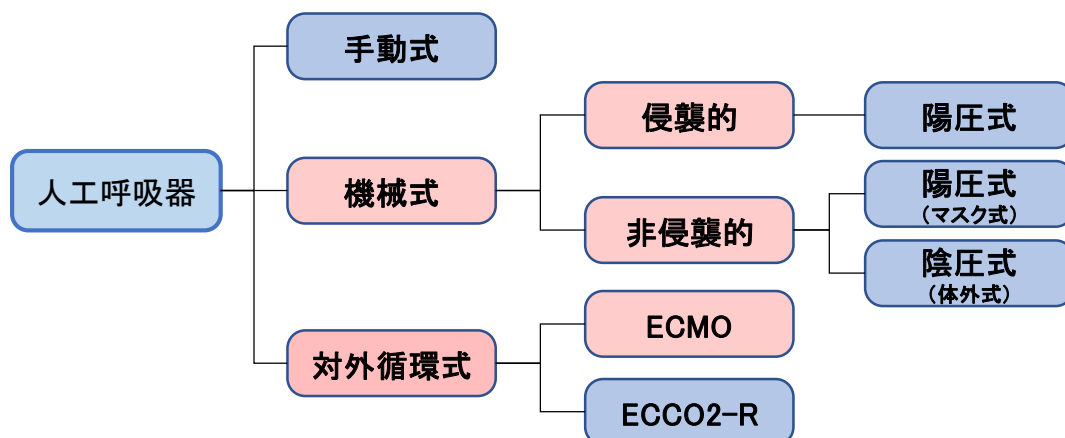 人工呼吸器
手動式
機械式
侵襲的
陽圧式
非侵襲的
陽圧式
（マスク式）
陰圧式
（体外式）
対外循環式
ECMO
ECCO2-R